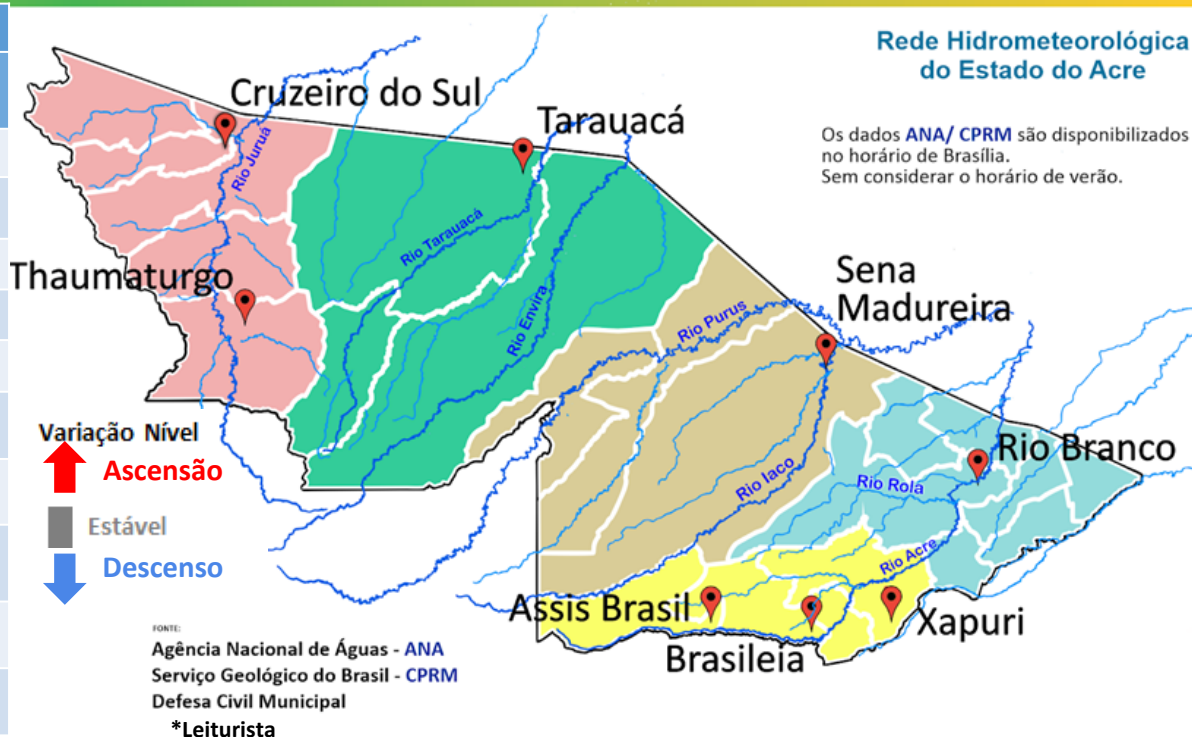 Rede Hidrometeorológica
do Estado do Acre
Os dados ANA/ CPRM são disponibilizados
no horário de Brasília.
Sem considerar o horário de verão.
Cruzeiro do Sul
Tarauacá
Rio Juruá
Rio Tarauacá
Thaumaturgo
Rio Envira
Sena
Madureira
Rio Purus
Variação Nível
Ascensão
Estável
Descenso
Rio Branco
Rio Iaco
Rio Rola
Rio Acre
Assis Brasil
Xapuri
Brasileia
FONTE:
Agência Nacional de Águas - ANA
Serviço Geológico do Brasil - CPRM
Defesa Civil Municipal
*Leiturista